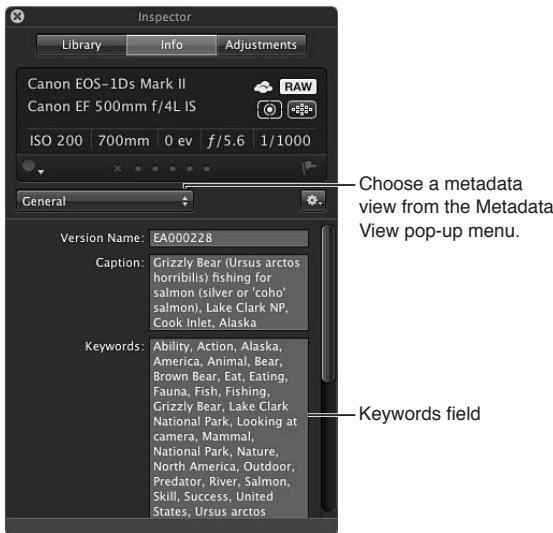 Inspector
Library Info Adjustments
Canon EOS-1Ds Mark II
RAW
Canon EF 500mm f/4L IS
ISO 200 700mm 0 ev ƒ/5.6 1/1000
General
Choose a metadata
view from the Metadata
View pop-up menu.
Version Name: EA000228
Caption: Grizzly Bear (Ursus arctos
horribilis) fishing for
salmon (silver or 'coho'
salmon), Lake Clark NP,
Cook Inlet, Alaska
Keywords: Ability, Action, Alaska,
America, Animal, Bear,
Brown Bear, Eat, Eating,
Fauna, Fish, Fishing,
Grizzly Bear, Lake Clark
National Park, Looking at
camera, Mammal,
National Park, Nature,
North America, Outdoor,
Predator, River, Salmon,
Skill, Success, United
States, Ursus arctos
Keywords field